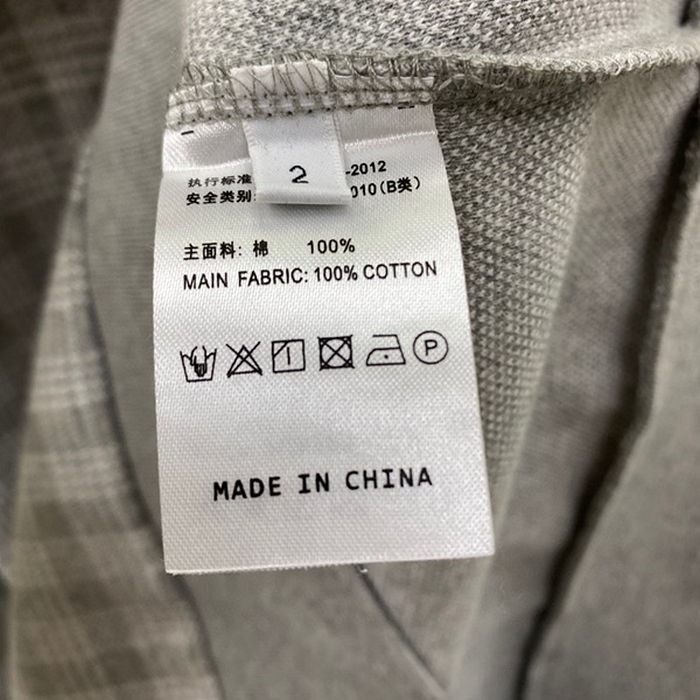 2
执行标准 -2012
安全类别: 010(B类)
主面料: 棉 100%
MAIN FABRIC: 100% COTTON
P
MADE IN CHINA